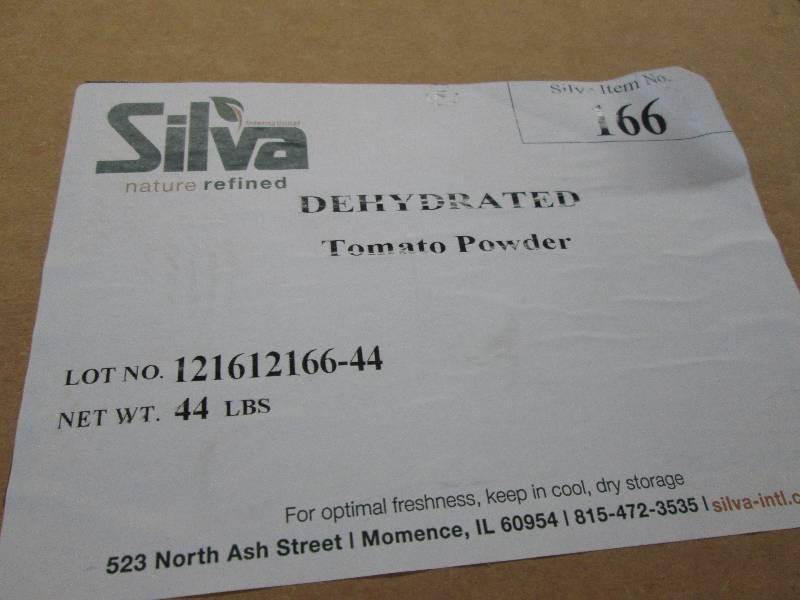 Silva
International
nature refined
Silva Item No.
166
DEHYDRATED
Tomato Powder
LOT NO. 121612166-44
NET WT. 44 LBS
For optimal freshness, keep in cool, dry storage
523 North Ash Street | Momence, IL 60954 | 815-472-3535 | silva-intl.c